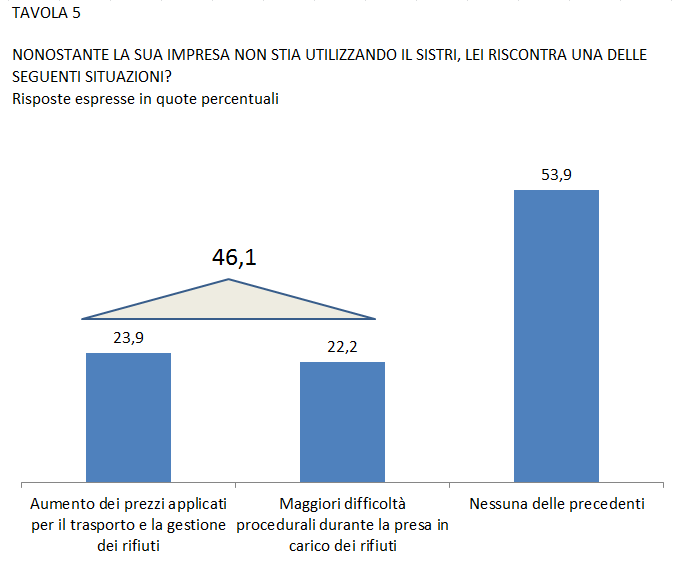 TAVOLA 5
NONOSTANTE LA SUA IMPRESA NON STIA UTILIZZANDO IL SISTRI, LEI RISCONTRA UNA DELLE
SEGUENTI SITUAZIONI?
Risposte espresse in quote percentuali
53,9
46,1
23,9
22,2
Aumento dei prezzi applicati
per il trasporto e la gestione
dei rifiuti
Maggiori difficoltà
procedurali durante la presa in
carico dei rifiuti
Nessuna delle precedenti